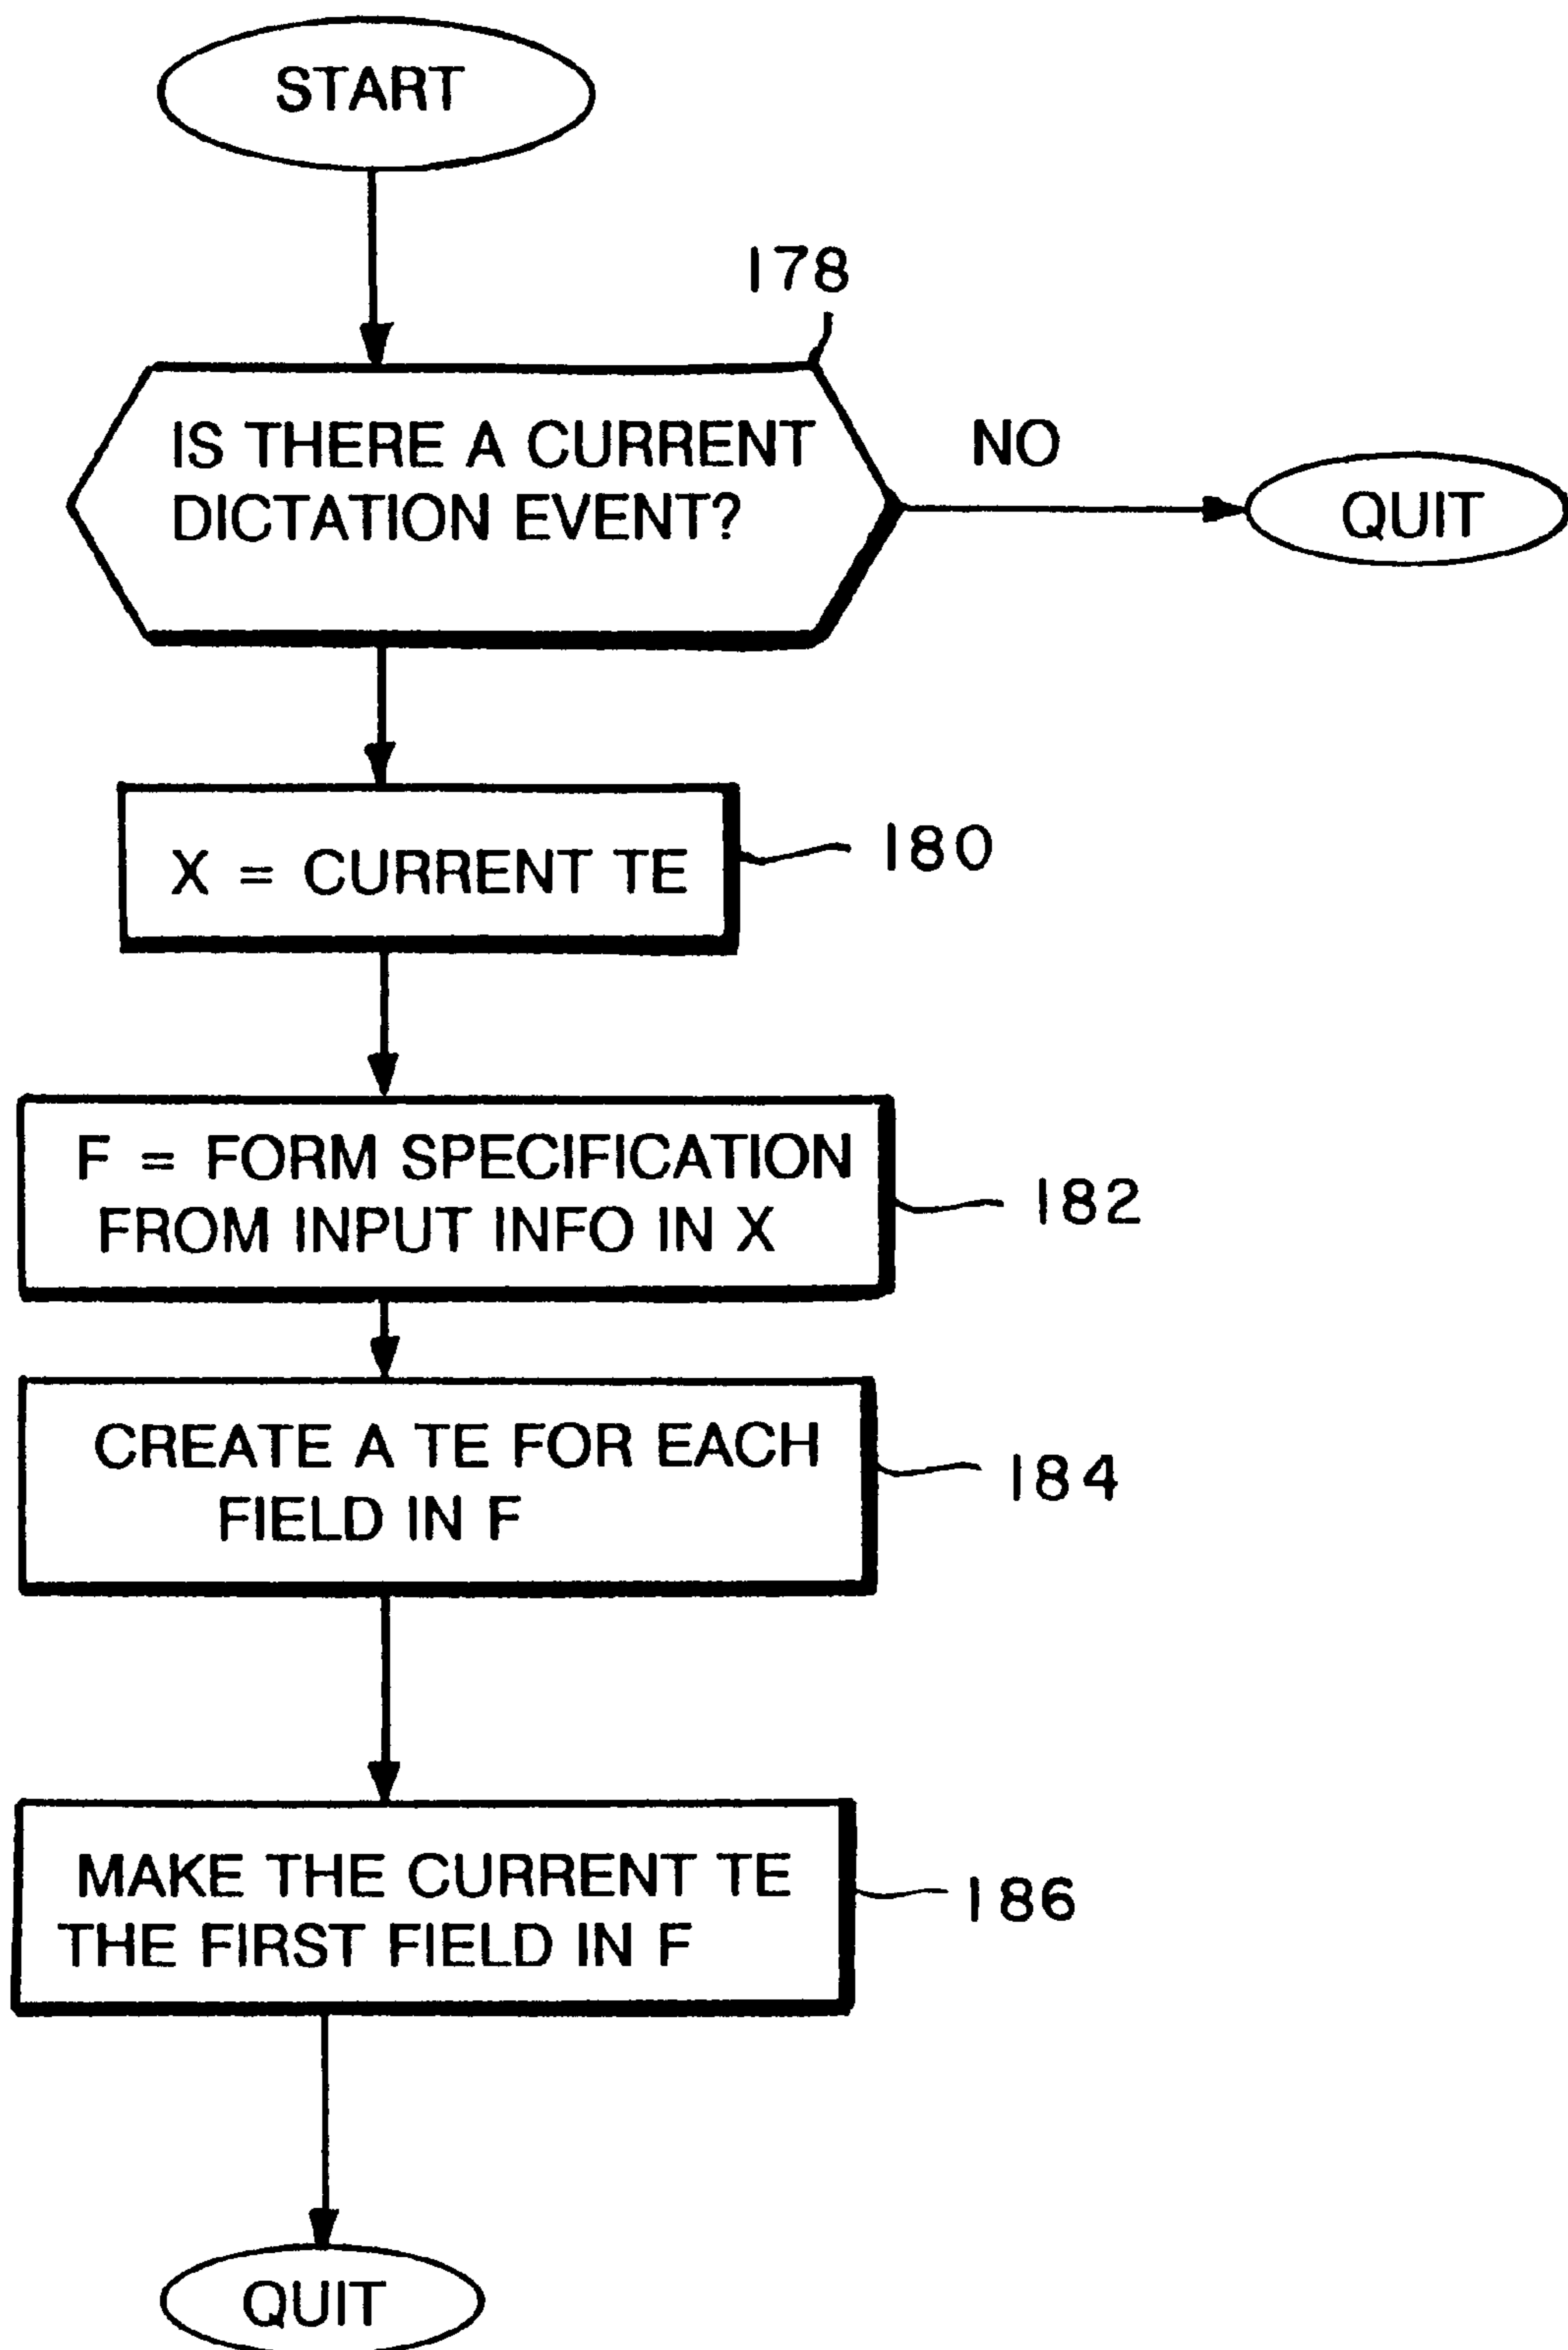 START
178
IS THERE A CURRENT
DICTATION EVENT?
NO
QUIT
X = CURRENT TE
180
F = FORM SPECIFICATION
FROM INPUT INFO IN X
182
CREATE A TE FOR EACH
FIELD IN F
184
MAKE THE CURRENT TE
THE FIRST FIELD IN F
186
QUIT